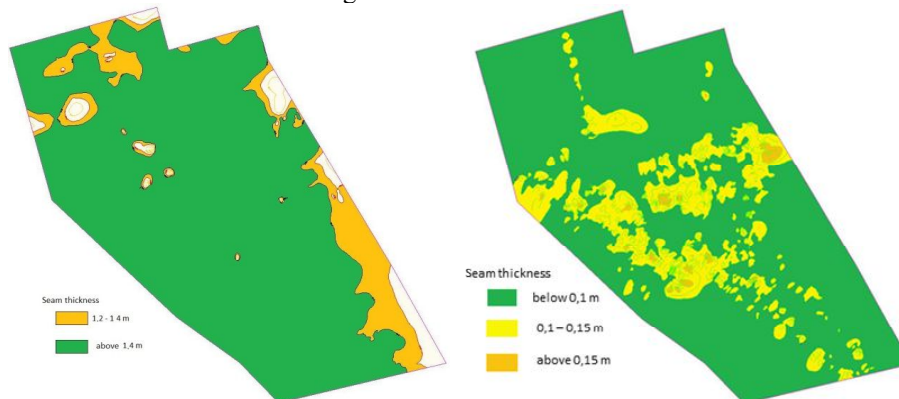 Seam thickness
1.2 - 1 4 m
above 1,4 m
Seam thickness
below 0,1 m
0,1 – 0,15 m
above 0,15 m